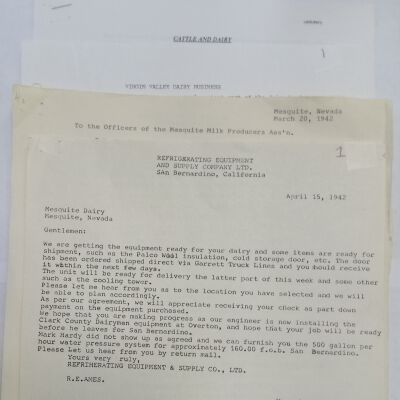 CATTLE AND DAIRY
VIRGIN VALLEY DAIRY BUSINESS
Mesquite, Nevada
March 20, 1942
To the Officers of the Mesquite Milk Producers Ass'n.
1
REFRIGERATING EQUIPMENT
AND SUPPLY COMPANY LTD.
San Bernardino, California
April 15, 1942
Mesquite Dairy
Mesquite, Nevada
Gentlemen:
We are getting the equipment ready for your dairy and some items are ready for
shipment, such as the Palco Wool insulation, cold storage door, etc. The door
has been ordered shipped direct via Garrett Truck Lines and you should receive
it within the next few days.
The unit will be ready for delivery the latter part of this week and some other
such as the cooling tower.
Please let me hear from you as to the location you have selected and we will
be able to plan accordingly.
As per our agreement, we will appreciate receiving your check as part down
payment on the equipment purchased.
We hope that you are making progress as our engineer is now installing the
Clark County Dairyman equipment at Overton, and hope that your job will be ready
before he leaves for San Bernardino.
Mark Hardy did not show up as agreed and we can furnish you the 500 gallon per
hour water pressure system for approximately 160.00 f.o.b. San Bernardino.
Please Let us hear from you by return mail.
Yours very ruly,
REFRIHERATING EQUIPMENT & SUPPLY CO., LTD.
R.E.AMES.